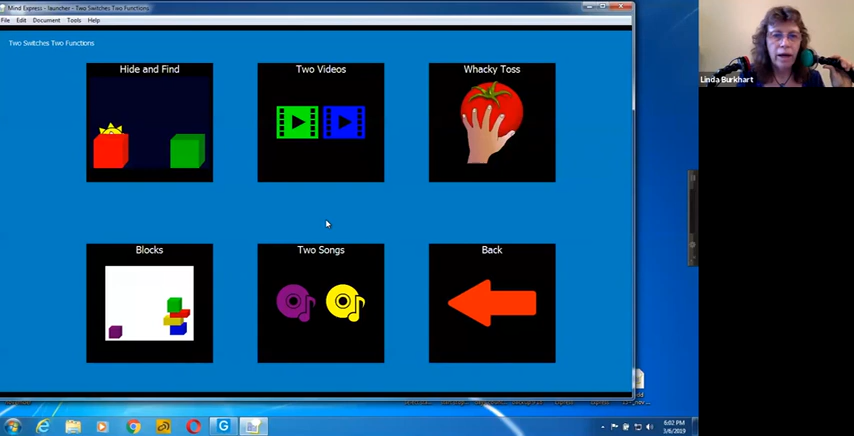 Mind Express - launcher - Two Switches Two Functions
File Edit Document Tools Help
Two Switches Two Functions
Hide and Find
Two Videos
Whacky Toss
Linda Burkhart
Blocks
Two Songs
Back
6:02 PM
3/6/2019